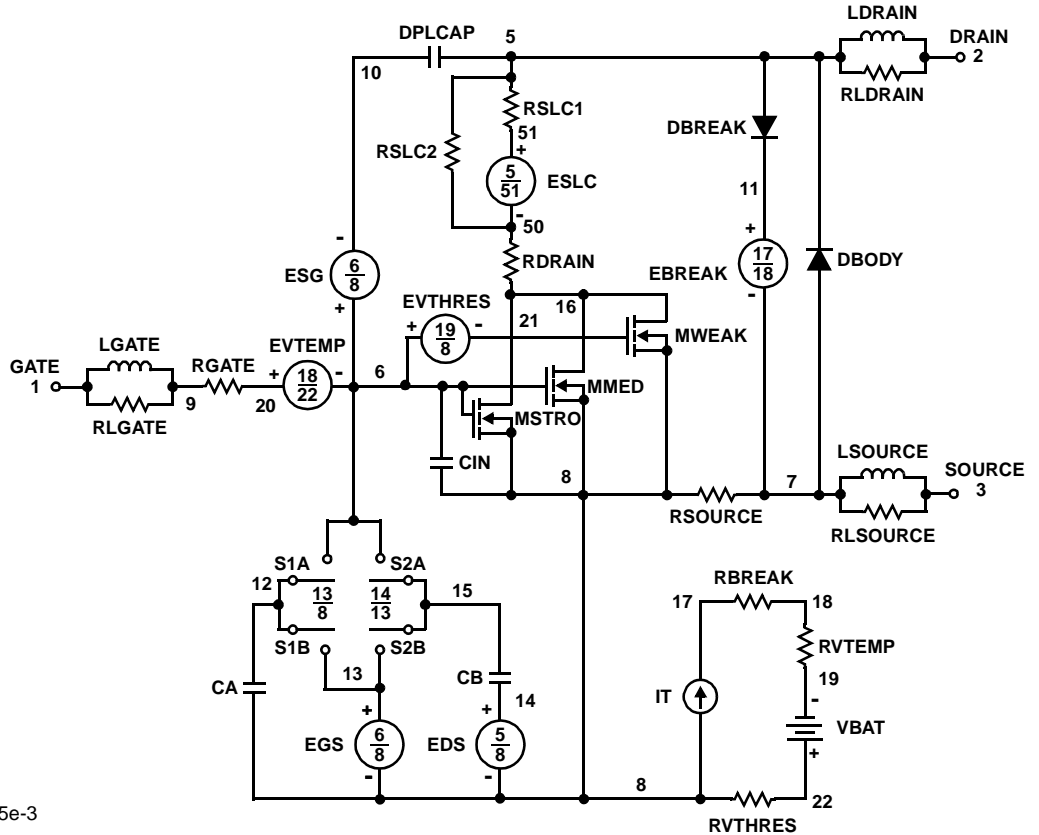 LDRAIN
DPLCAP
5
DRAIN
2
10
RLDRAIN
RSLC1
51
+
DBREAK
RSLC2
5
51
ESLC
11
-
50
-
+
17
18
RDRAIN
EBREAK
DBODY
6
8
ESG
EVTHRES
16
-
+
+
19
8
-
21
MWEAK
LGATE
EVTEMP
GATE
1
RGATE
+
18
22
-
6
MMED
9
20
MSTRO
RLGATE
LSOURCE
CIN
8
7
SOURCE
3
RSOURCE
RLSOURCE
S1A
S2A
12
13
8
14
13
15
RBREAK
17
18
S1B
S2B
RVTEMP
13
CB
19
CA
14
IT
-
+
+
VBAT
EGS
6
8
EDS
5
8
+
-
-
8
22
5e-3
RVTHRES